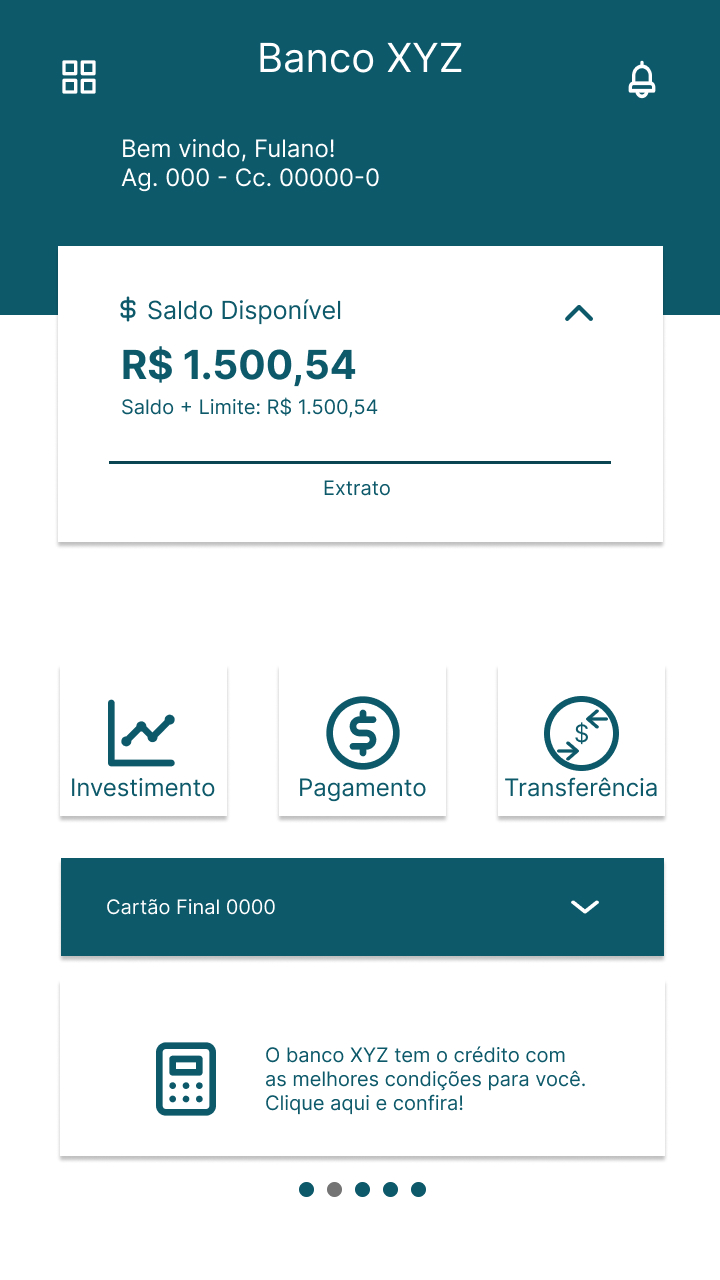 Banco XYZ
Bem vindo, Fulano!
Ag. 000 - Cc. 00000-0
$ Saldo Disponível
R$ 1.500,54
Saldo + Limite: R$ 1.500,54
Extrato
$
$
Investimento
Pagamento
Transferência
Cartão Final 0000
O banco XYZ tem o crédito com
as melhores condições para você.
Clique aqui e confira!